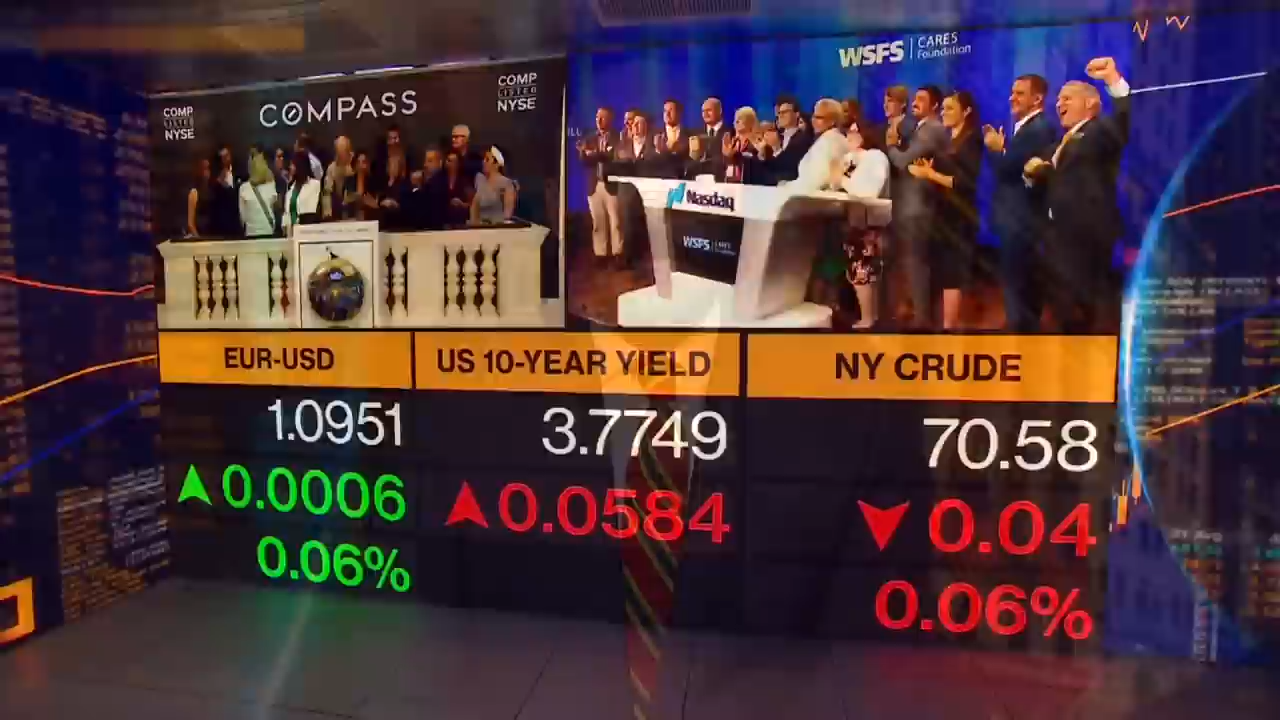 COMP
LISTED
NYSE
COMPASS
COMP
LISTED
NYSE
WSFS | CARES
Foundation
Nasdaq
WSFS | CARES
EUR-USD
US 10-YEAR YIELD
NY CRUDE
1.0951
3.7749
70.58
▲0.0006
▲0.0584
▼0.04
0.06%
0.06%